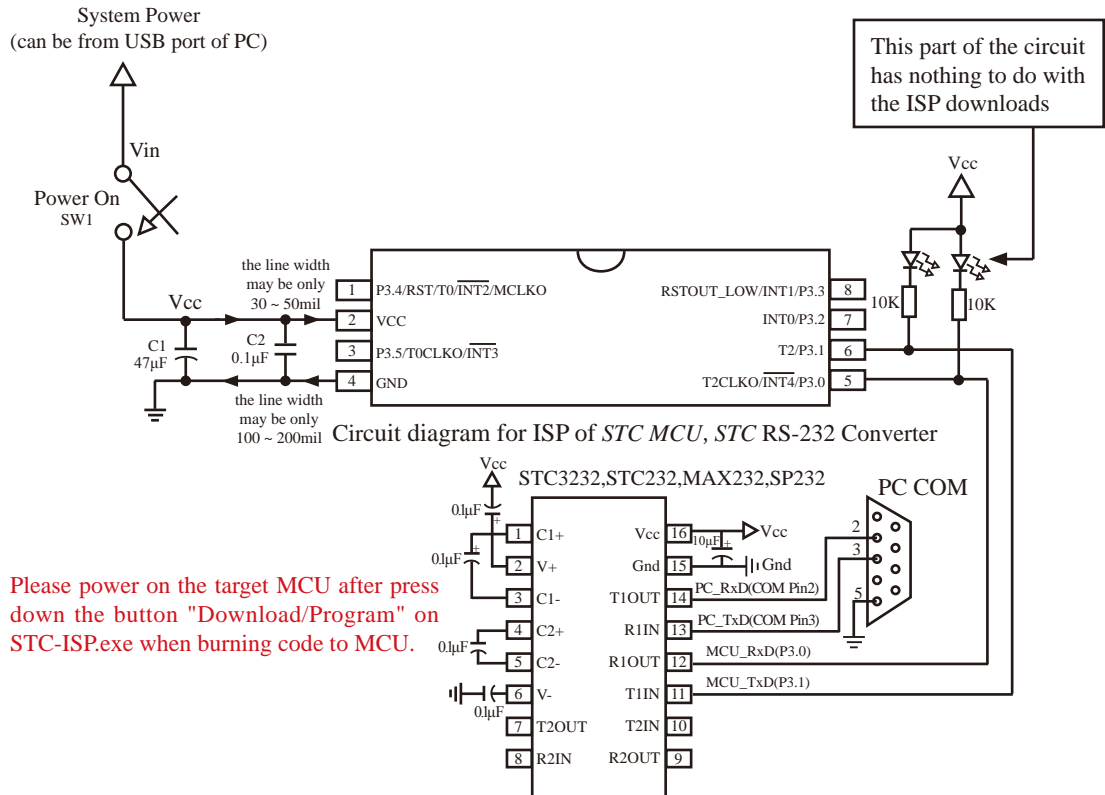 System Power
(can be from USB port of PC)
This part of the circuit
has nothing to do with
the ISP downloads
Vin
Power On
SW1
Vcc
the line width
may be only
30 ~ 50mil
Vcc
C1
47μF
C2
0.1μF
the line width
may be only
100 ~ 200mil
1 P3.4/RST/T0/INT2/MCLKO
2 VCC
3 P3.5/T0CLKO/INT3
4 GND
RSTOUT_LOW/INT1/P3.3 8
INT0/P3.2 7
T2/P3.1 6
T2CLKO/INT4/P3.0 5
10K
10K
Circuit diagram for ISP of STC MCU, STC RS-232 Converter
STC3232,STC232,MAX232,SP232
Vcc
0.1μF
+
0.1μF
+
0.1μF
0.1μF
1 C1+
2 V+
3 C1-
4 C2+
5 C2-
6 V-
7 T2OUT
8 R2IN
Vcc 16
Gnd 15
T1OUT 14
R1IN 13
R1OUT 12
T1IN 11
T2IN 10
R2OUT 9
10μF
+
Vcc
Gnd
PC_RxD(COM Pin2)
PC_TxD(COM Pin3)
MCU_RxD(P3.0)
MCU_TxD(P3.1)
PC COM
2
3
5
Please power on the target MCU after press
down the button "Download/Program" on
STC-ISP.exe when burning code to MCU.